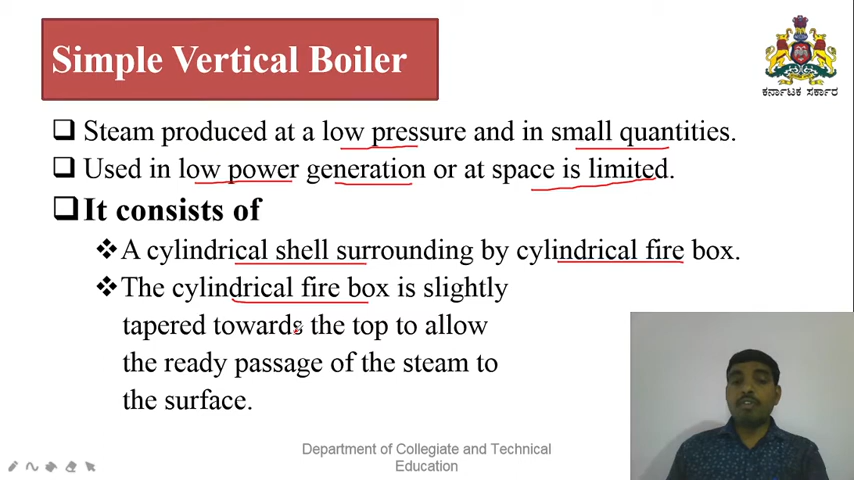 Simple Vertical Boiler
ಕರ್ನಾಟಕ ಸರ್ಕಾರ
Steam produced at a low pressure and in small quantities.
Used in low power generation or at space is limited.
It consists of
A cylindrical shell surrounding by cylindrical fire box.
The cylindrical fire box is slightly
tapered towards the top to allow
the ready passage of the steam to
the surface.
Department of Collegiate and Technical
Education